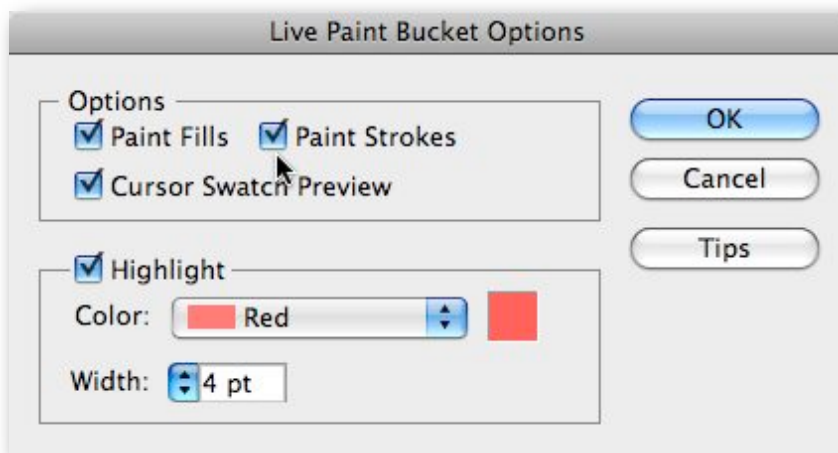 Live Paint Bucket Options
Options
Paint Fills Paint Strokes
Cursor Swatch Preview
OK
Cancel
Tips
Highlight
Color: Red
Width: 4 pt